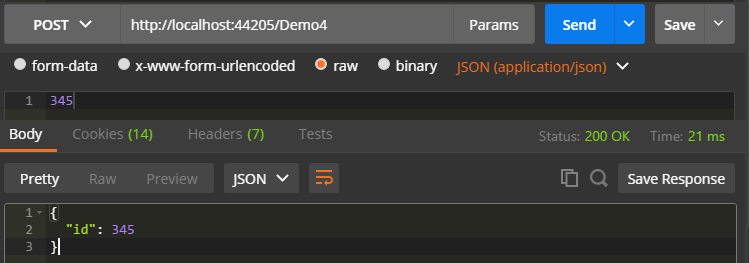 POST http://localhost:44205/Demo4 Params Send Save
form-data x-www-form-urlencoded raw binary JSON (application/json)
1 345
Body Cookies (14) Headers (7) Tests Status: 200 OK Time: 21 ms
Pretty Raw Preview JSON Save Response
1 {
2 "id": 345
3 }